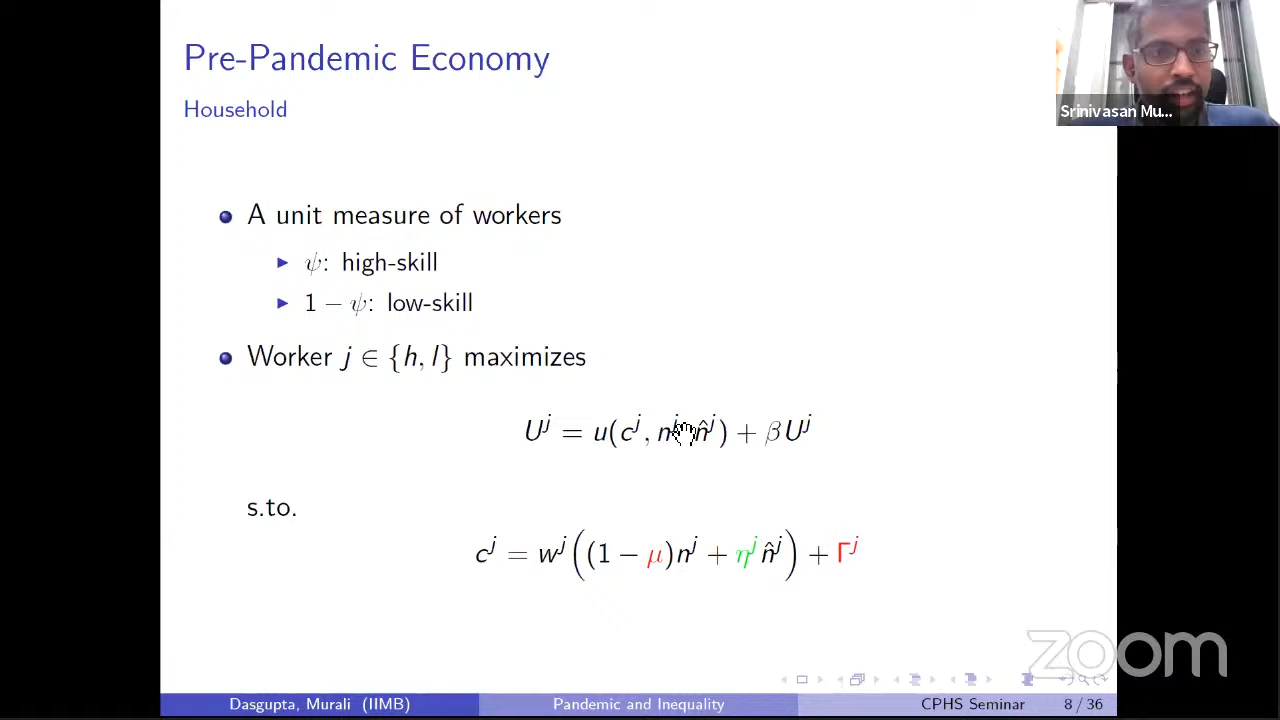 Pre-Pandemic Economy
Household
Srinivasan Mu...
A unit measure of workers
ψ: high-skill
1 − ψ: low-skill
Worker j ∈ {h, l} maximizes
U^j = u(c^j, n^j, n̂^j) + βU^j
s.to.
c^j = w^j((1 − μ)n^j + η^j n̂^j) + Γ^j
zoom
Dasgupta, Murali (IIMB) Pandemic and Inequality CPHS Seminar 8 / 36